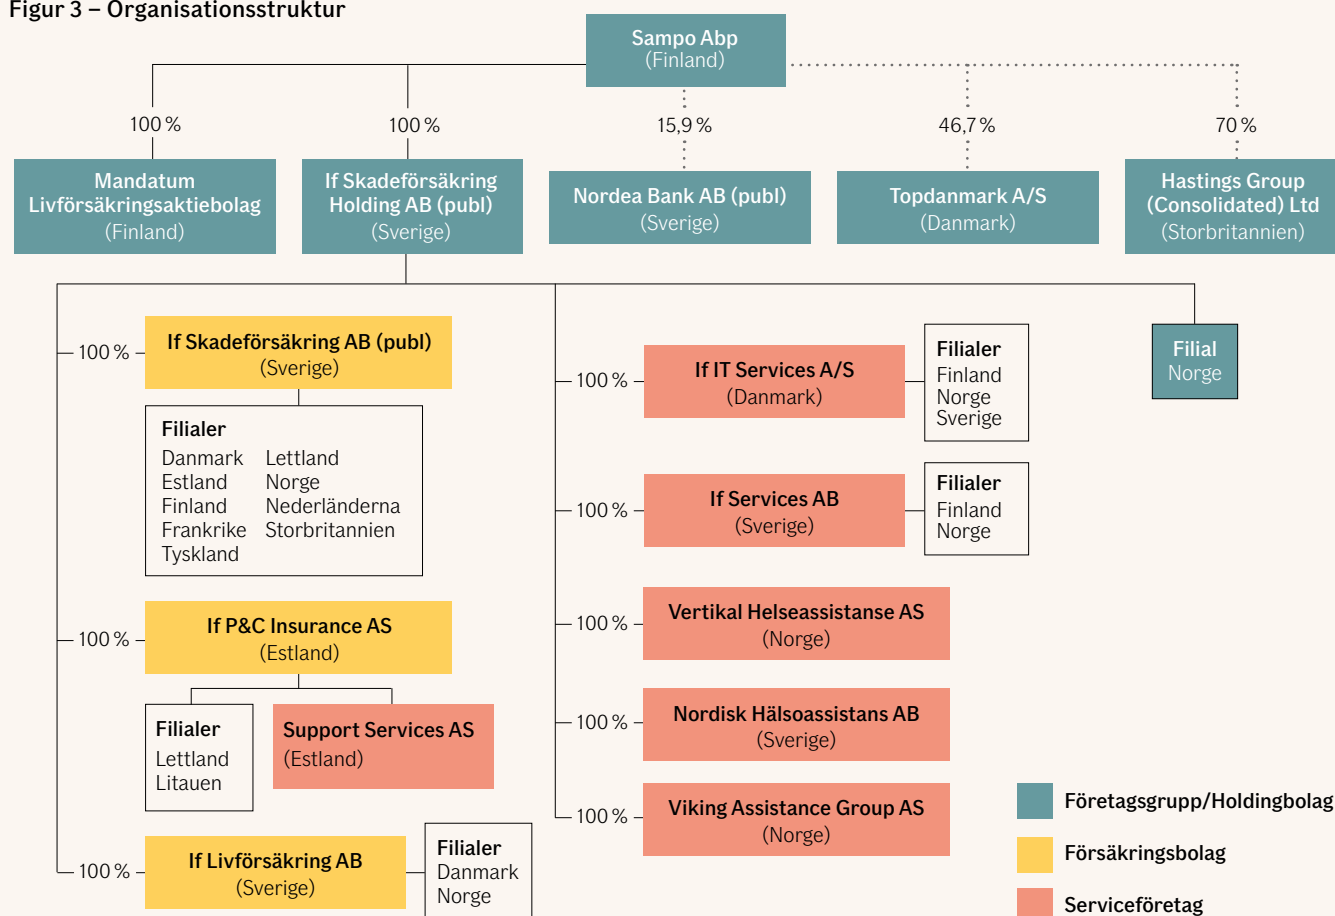 Figur 3 – Organisationsstruktur
Sampo Abp
(Finland)
100 %
100 %
15,9 %
46,7 %
70 %
Mandatum
Livförsäkringsaktiebolag
(Finland)
If Skadeförsäkring
Holding AB (publ)
(Sverige)
Nordea Bank AB (publ)
(Sverige)
Topdanmark A/S
(Danmark)
Hastings Group
(Consolidated) Ltd
(Storbritannien)
100 %
If Skadeförsäkring AB (publ)
(Sverige)
Filialer
Danmark Lettland
Estland Norge
Finland Nederländerna
Frankrike Storbritannien
Tyskland
100 %
If P&C Insurance AS
(Estland)
Filialer
Lettland
Litauen
Support Services AS
(Estland)
100 %
If Livförsäkring AB
(Sverige)
Filialer
Danmark
Norge
100 %
If IT Services A/S
(Danmark)
Filialer
Finland
Norge
Sverige
100 %
If Services AB
(Sverige)
Filialer
Finland
Norge
100 %
Vertikal Helseassistanse AS
(Norge)
100 %
Nordisk Hälsoassistans AB
(Sverige)
100 %
Viking Assistance Group AS
(Norge)
Filial
Norge
Företagsgrupp/Holdingbolag
Försäkringsbolag
Serviceföretag